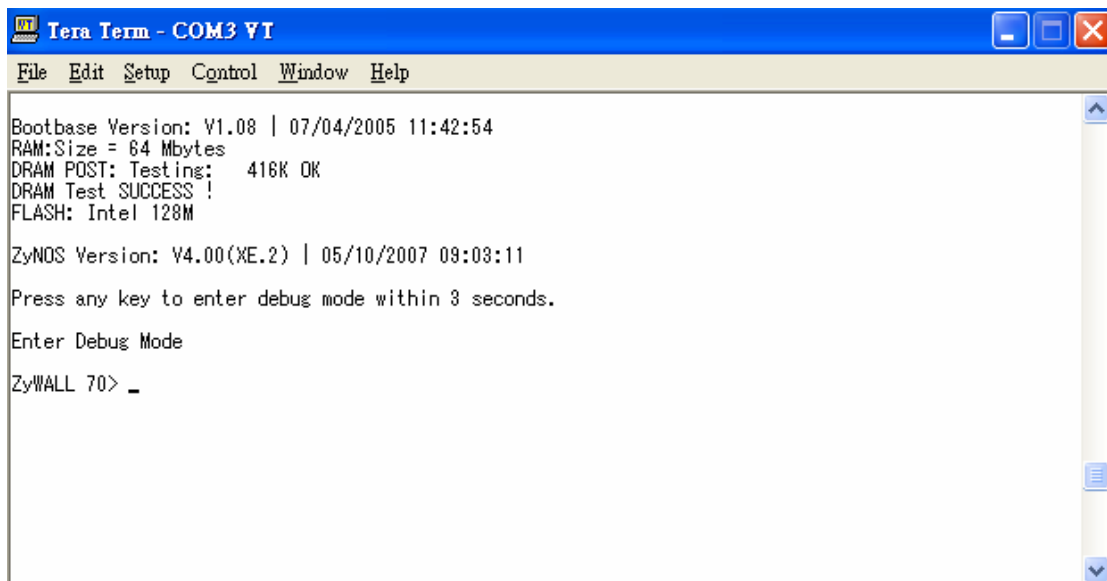 Tera Term - COM3 VT
File Edit Setup Control Window Help
Bootbase Version: V1.08 | 07/04/2005 11:42:54
RAM:Size = 64 Mbytes
DRAM POST: Testing: 416K OK
DRAM Test SUCCESS !
FLASH: Intel 128M
ZyNOS Version: V4.00(XE.2) | 05/10/2007 09:03:11
Press any key to enter debug mode within 3 seconds.
Enter Debug Mode
ZyWALL 70> _